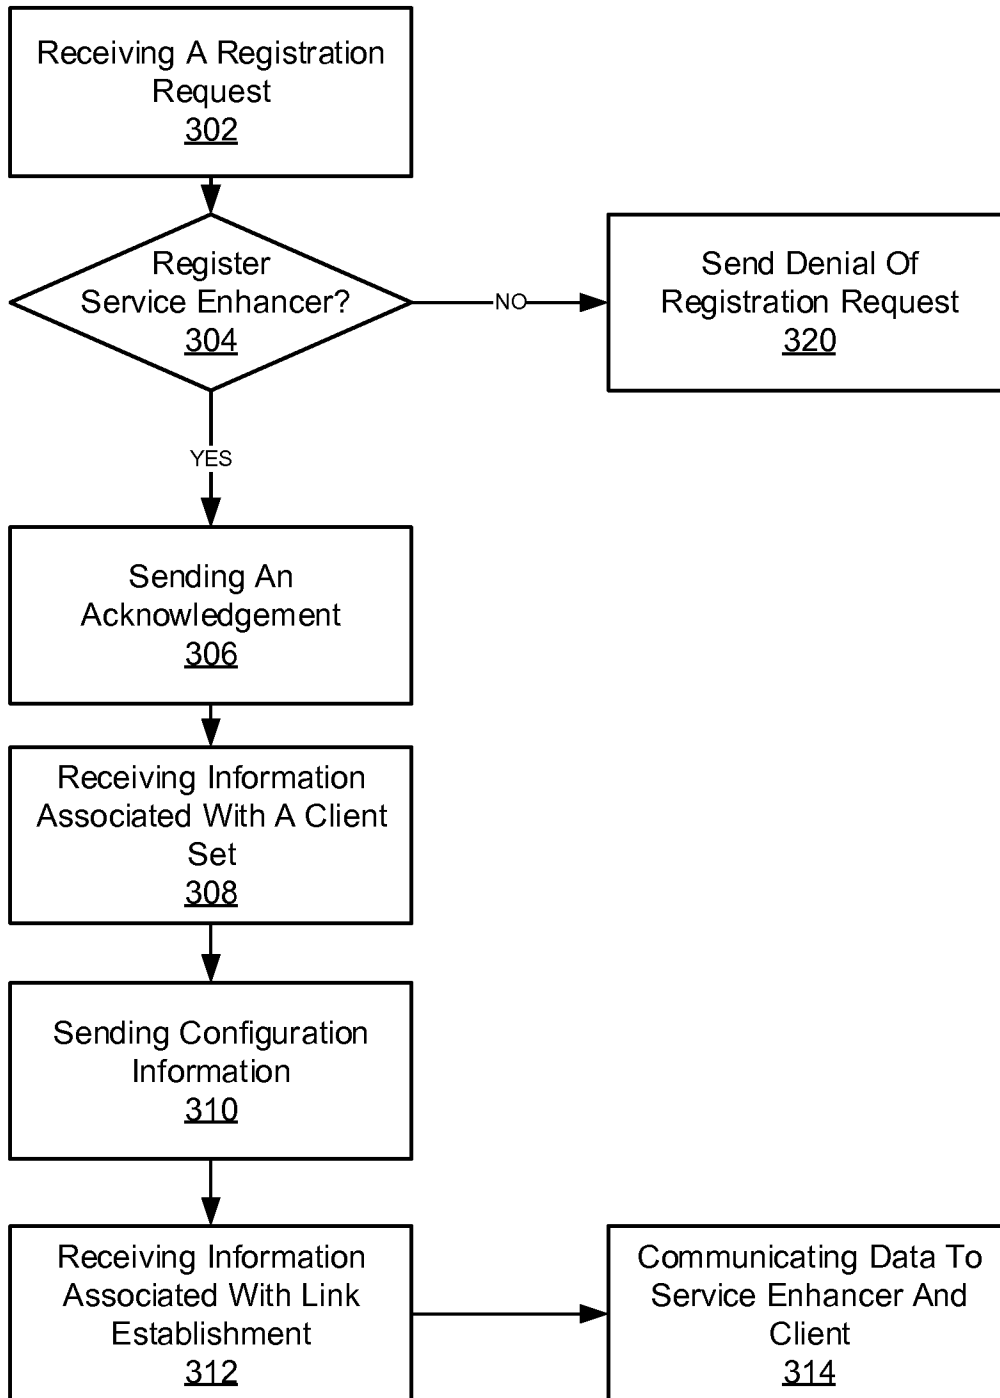 Receiving A Registration
Request
302
Register
Service Enhancer?
304
NO
Send Denial Of
Registration Request
320
YES
Sending An
Acknowledgement
306
Receiving Information
Associated With A Client
Set
308
Sending Configuration
Information
310
Receiving Information
Associated With Link
Establishment
312
Communicating Data To
Service Enhancer And
Client
314